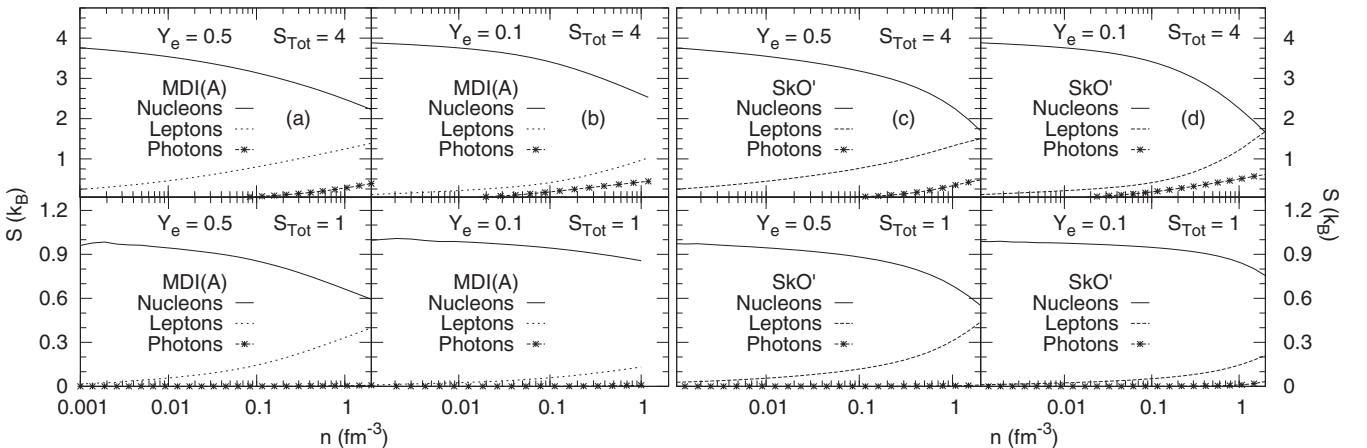 Y_e = 0.5 S_Tot = 4
MDI(A)
Nucleons
Leptons
Photons
(a)
Y_e = 0.1 S_Tot = 4
MDI(A)
Nucleons
Leptons
Photons
(b)
Y_e = 0.5 S_Tot = 4
SkO'
Nucleons
Leptons
Photons
(c)
Y_e = 0.1 S_Tot = 4
SkO'
Nucleons
Leptons
Photons
(d)
4
3
2
1
4
3
2
1
S (k_B)
S (k_B)
Y_e = 0.5 S_Tot = 1
MDI(A)
Nucleons
Leptons
Photons
Y_e = 0.1 S_Tot = 1
MDI(A)
Nucleons
Leptons
Photons
Y_e = 0.5 S_Tot = 1
SkO'
Nucleons
Leptons
Photons
Y_e = 0.1 S_Tot = 1
SkO'
Nucleons
Leptons
Photons
1.2
0.9
0.6
0.3
0
1.2
0.9
0.6
0.3
0
0.001 0.01 0.1 1
0.01 0.1 1
0.01 0.1 1
0.01 0.1 1
n (fm⁻³)
n (fm⁻³)
n (fm⁻³)
n (fm⁻³)